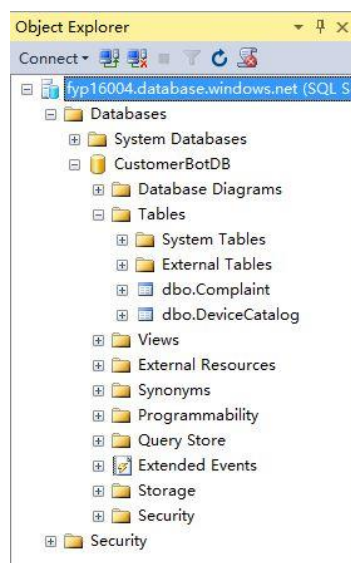 Object Explorer
Connect
fyp16004.database.windows.net (SQL S
Databases
System Databases
CustomerBotDB
Database Diagrams
Tables
System Tables
External Tables
dbo.Complaint
dbo.DeviceCatalog
Views
External Resources
Synonyms
Programmability
Query Store
Extended Events
Storage
Security
Security